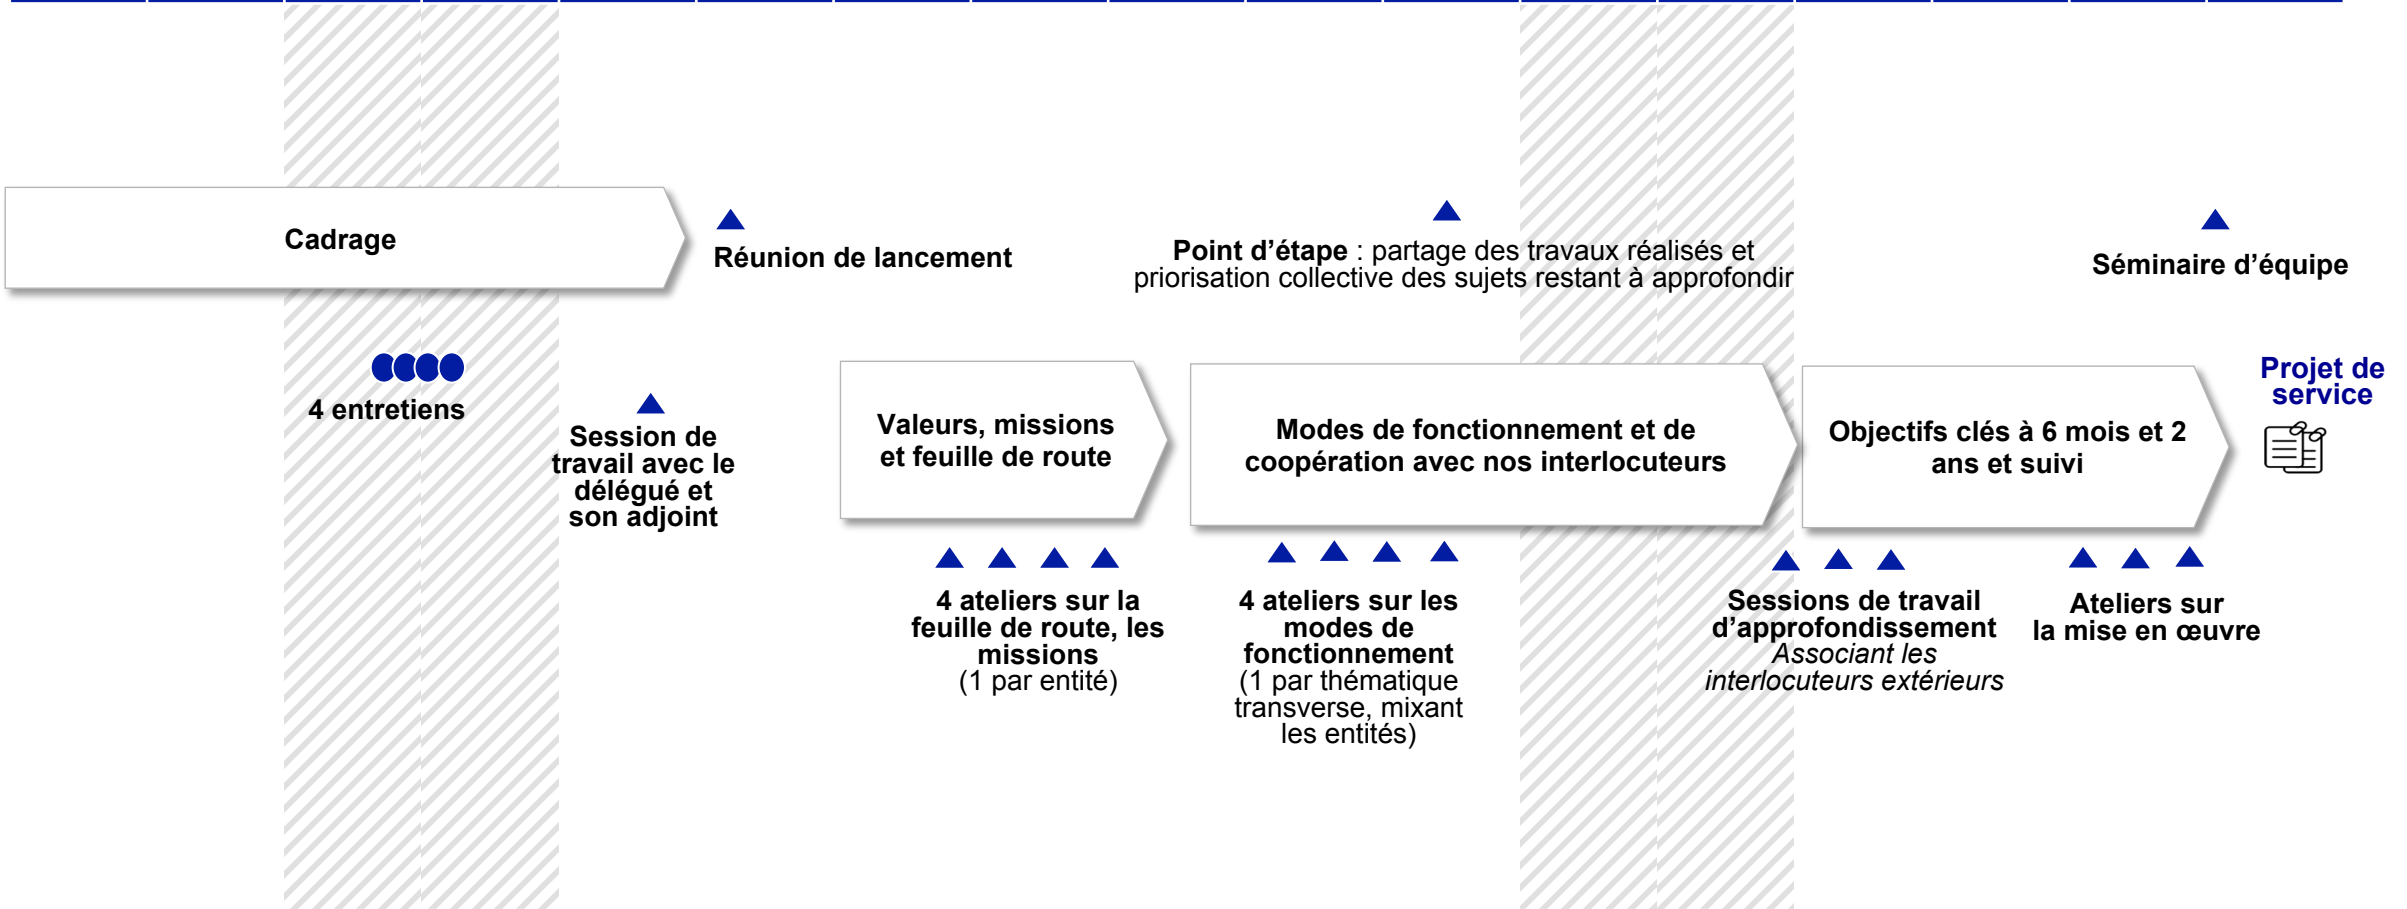 Cadrage
Réunion de lancement
Point d’étape : partage des travaux réalisés et
priorisation collective des sujets restant à approfondir
Séminaire d’équipe
4 entretiens
Session de
travail avec le
délégué et
son adjoint
Valeurs, missions
et feuille de route
Modes de fonctionnement et de
coopération avec nos interlocuteurs
Objectifs clés à 6 mois et 2
ans et suivi
Projet de
service
4 ateliers sur la
feuille de route, les
missions
(1 par entité)
4 ateliers sur les
modes de
fonctionnement
(1 par thématique
transverse, mixant
les entités)
Sessions de travail
d’approfondissement
Associant les
interlocuteurs extérieurs
Ateliers sur
la mise en œuvre